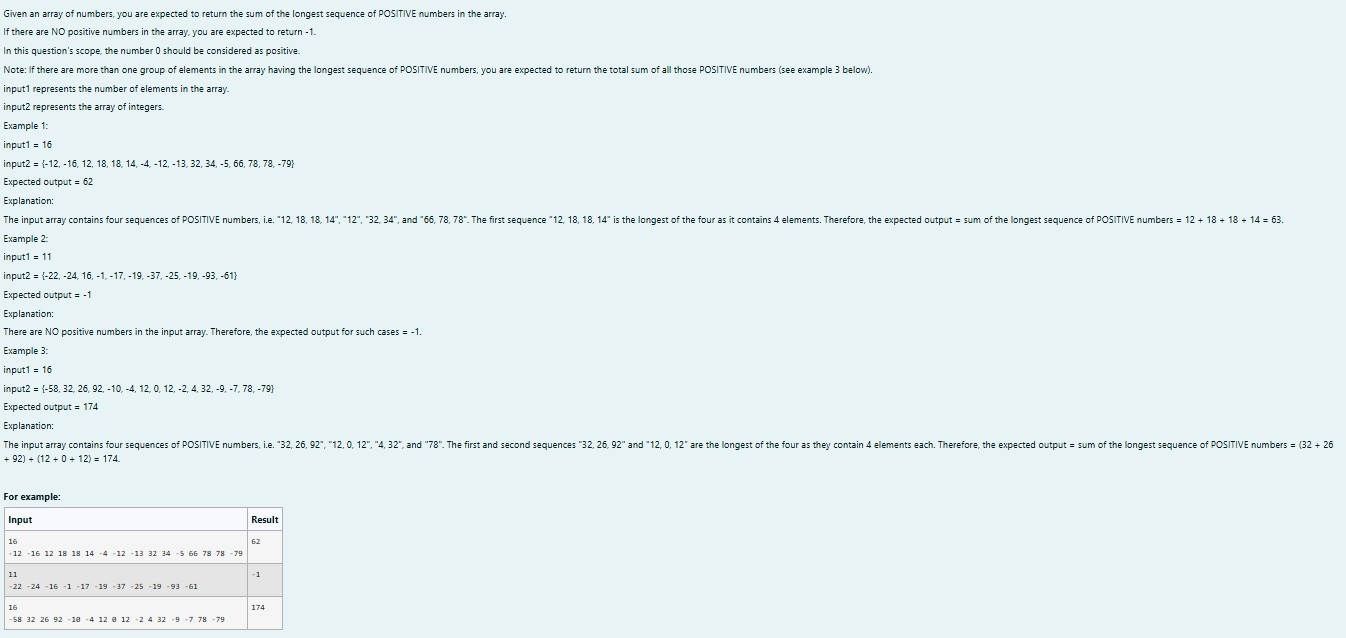 Given an array of numbers, you are expected to return the sum of the longest sequence of POSITIVE numbers in the array.
If there are NO positive numbers in the array, you are expected to return -1.
In this question's scope, the number 0 should be considered as positive.
Note: If there are more than one group of elements in the array having the longest sequence of POSITIVE numbers, you are expected to return the total sum of all those POSITIVE numbers (see example 3 below).
input1 represents the number of elements in the array.
input2 represents the array of integers.
Example 1:
input1 = 16
input2 = {-12, -16, 12, 18, 18, 14, -4, -12, -13, 32, 34, -5, 66, 78, 78, -79}
Expected output = 62
Explanation:
The input array contains four sequences of POSITIVE numbers, i.e. "12, 18, 18, 14", "12", "32, 34", and "66, 78, 78". The first sequence "12, 18, 18, 14" is the longest of the four as it contains 4 elements. Therefore, the expected output = sum of the longest sequence of POSITIVE numbers = 12 + 18 + 18 + 14 = 63.
Example 2:
input1 = 11
input2 = {-22, -24, 16, -1, -17, -19, -37, -25, -19, -93, -61}
Expected output = -1
Explanation:
There are NO positive numbers in the input array. Therefore, the expected output for such cases = -1.
Example 3:
input1 = 16
input2 = {-58, 32, 26, 92, -10, -4, 12, 0, 12, -2, 4, 32, -9, -7, 78, -79}
Expected output = 174
Explanation:
The input array contains four sequences of POSITIVE numbers, i.e. "32, 26, 92", "12, 0, 12", "4, 32", and "78". The first and second sequences "32, 26, 92" and "12, 0, 12" are the longest of the four as they contain 4 elements each. Therefore, the expected output = sum of the longest sequence of POSITIVE numbers = (32 + 26
+ 92) + (12 + 0 + 12) = 174.
For example:
Input Result
16 62
-12 -16 12 18 18 14 -4 -12 -13 32 34 -5 66 78 78 -79
11 -1
-22 -24 -16 -1 -17 -19 -37 -25 -19 -93 -61
16 174
-58 32 26 92 -10 -4 12 0 12 -2 4 32 -9 -7 78 -79